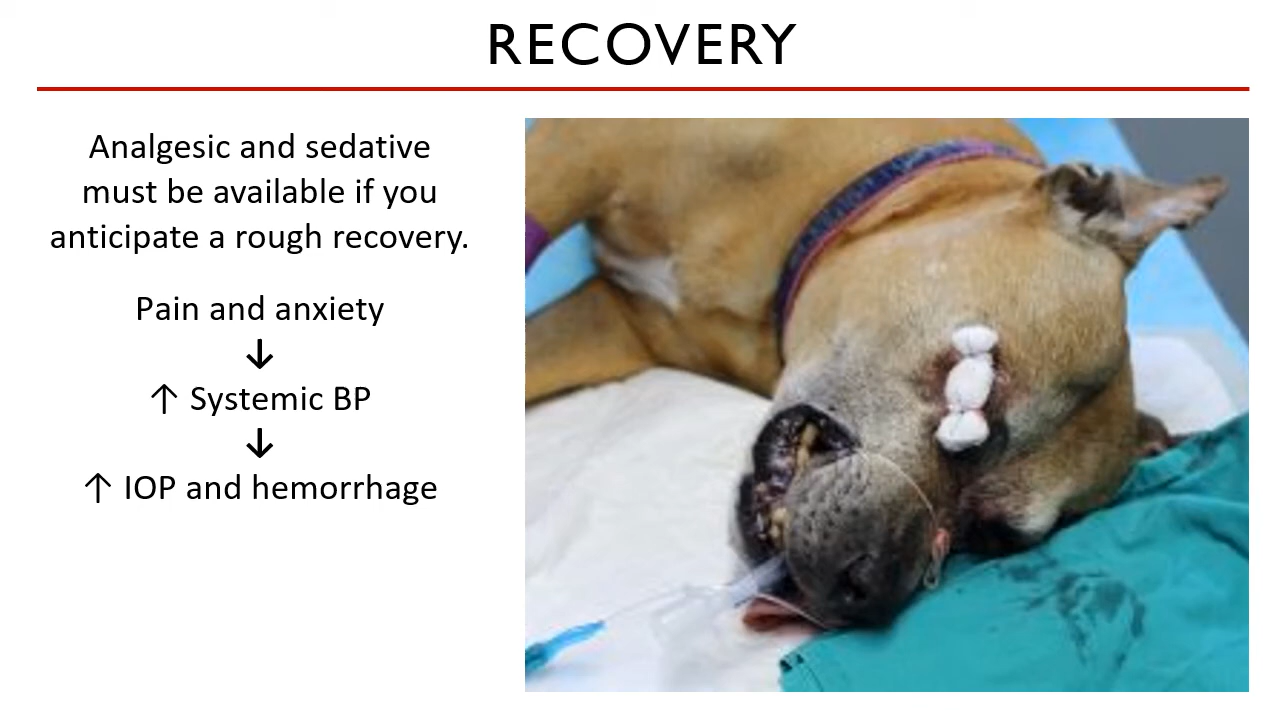 RECOVERY
Analgesic and sedative
must be available if you
anticipate a rough recovery.
Pain and anxiety
↓
↑ Systemic BP
↓
↑ IOP and hemorrhage